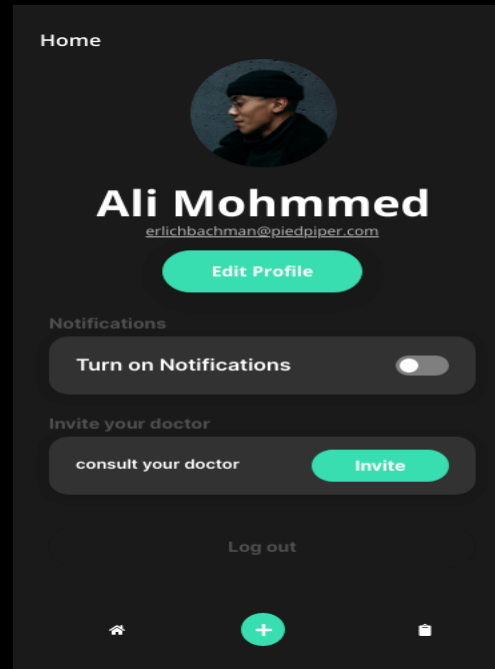 Home
Ali Mohmmed
erlichbachman@piedpiper.com
Edit Profile
Notifications
Turn on Notifications
Invite your doctor
consult your doctor Invite
Log out